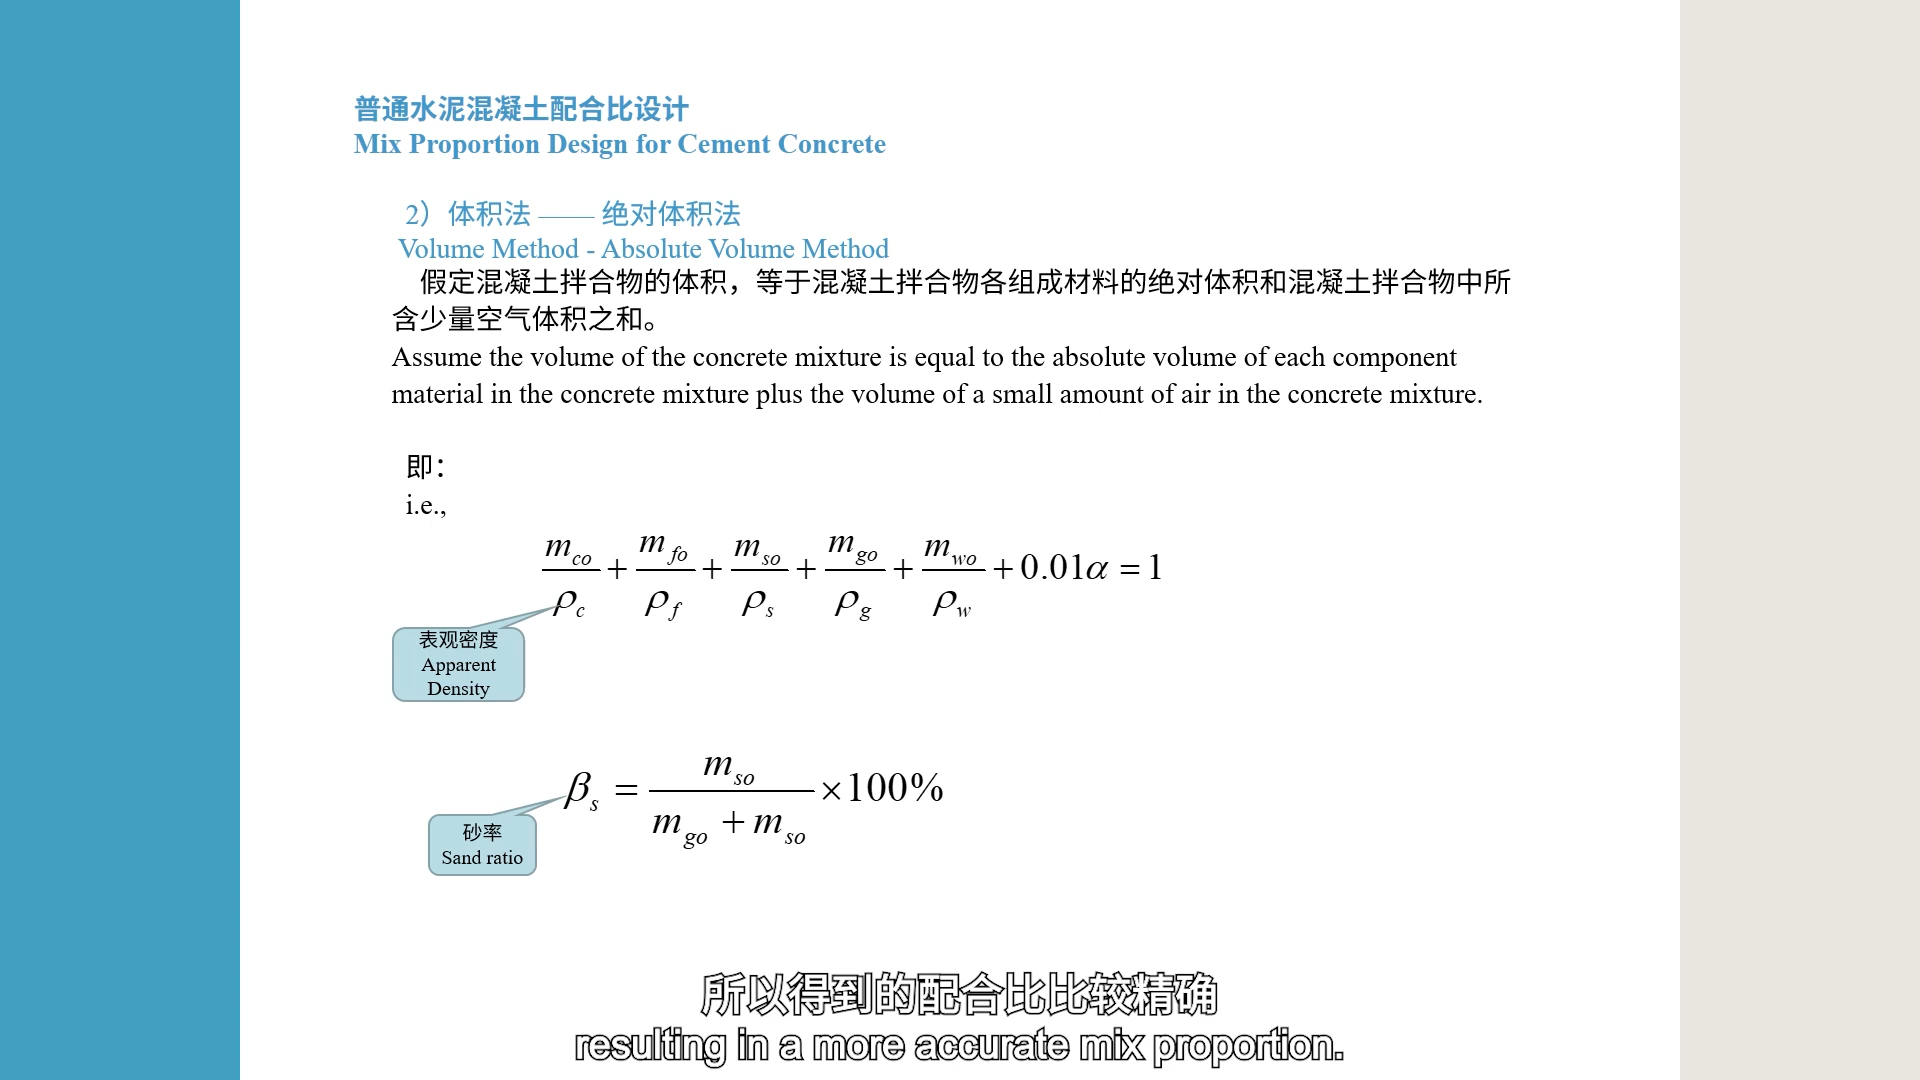 普通水泥混凝土配合比设计
Mix Proportion Design for Cement Concrete
2）体积法 —— 绝对体积法
Volume Method - Absolute Volume Method
假定混凝土拌合物的体积，等于混凝土拌合物各组成材料的绝对体积和混凝土拌合物中所
含少量空气体积之和。
Assume the volume of the concrete mixture is equal to the absolute volume of each component
material in the concrete mixture plus the volume of a small amount of air in the concrete mixture.
即：
i.e.,
m_co/ρ_c + m_fo/ρ_f + m_so/ρ_s + m_go/ρ_g + m_wo/ρ_w + 0.01α = 1
表观密度
Apparent
Density
β_s = m_so/(m_go + m_so) ×100%
砂率
Sand ratio
所以得到的配合比比较精确
resulting in a more accurate mix proportion.